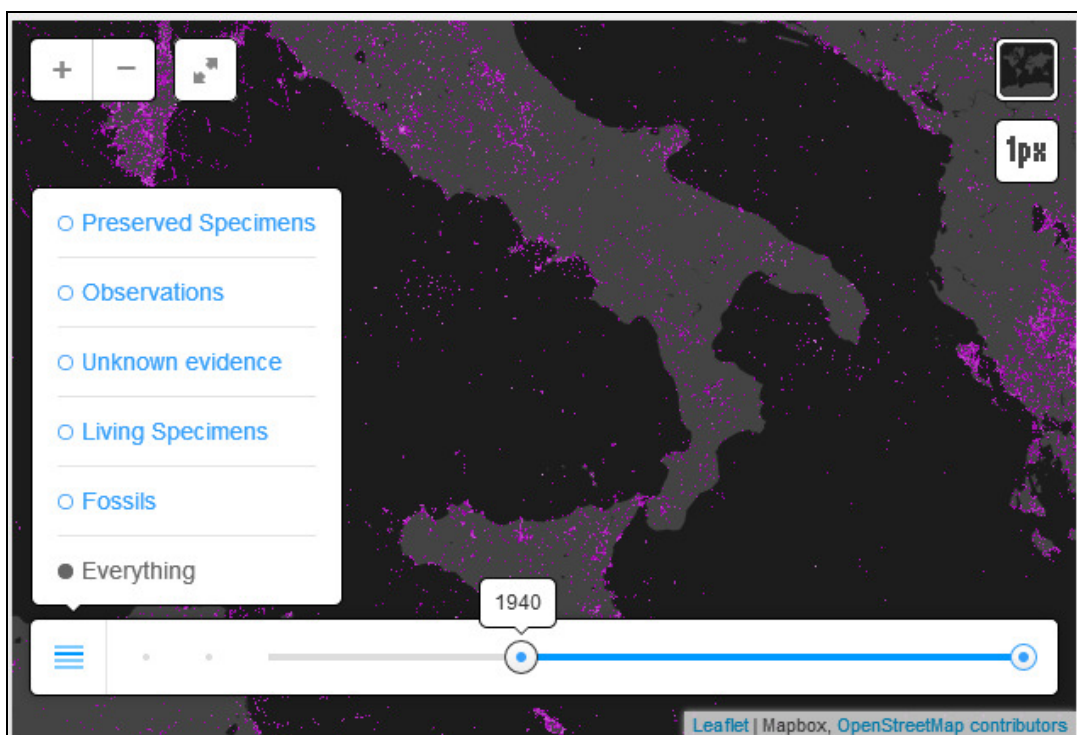 + −
1px
Preserved Specimens
Observations
Unknown evidence
Living Specimens
Fossils
Everything
1940
Leaflet | Mapbox, OpenStreetMap contributors